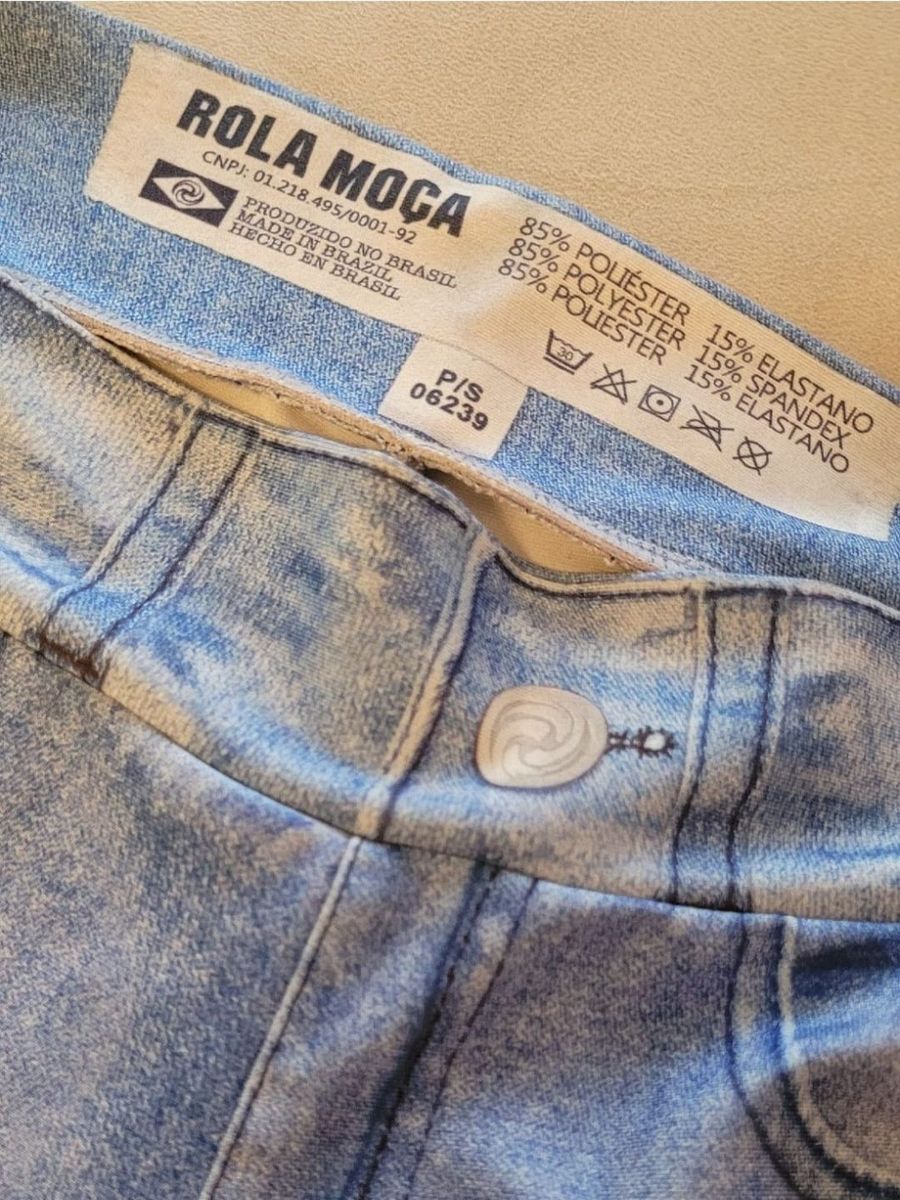 ROLA MOÇA
CNPJ: 01.218.495/0001-92
PRODUZIDO NO BRASIL
MADE IN BRAZIL
HECHO EN BRASIL
85% POLIÉSTER 15% ELASTANO
85% POLYESTER 15% SPANDEX
85% POLIESTER 15% ELASTANO
30
P/S
06239